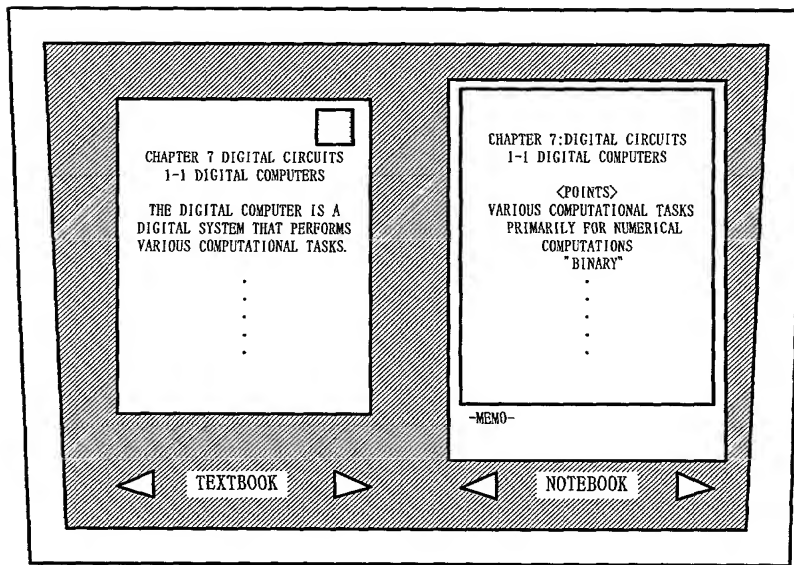 CHAPTER 7 DIGITAL CIRCUITS
1-1 DIGITAL COMPUTERS
THE DIGITAL COMPUTER IS A
DIGITAL SYSTEM THAT PERFORMS
VARIOUS COMPUTATIONAL TASKS.
TEXTBOOK
CHAPTER 7:DIGITAL CIRCUITS
1-1 DIGITAL COMPUTERS
<POINTS>
VARIOUS COMPUTATIONAL TASKS
PRIMARILY FOR NUMERICAL
COMPUTATIONS
"BINARY"
-MEMO-
NOTEBOOK